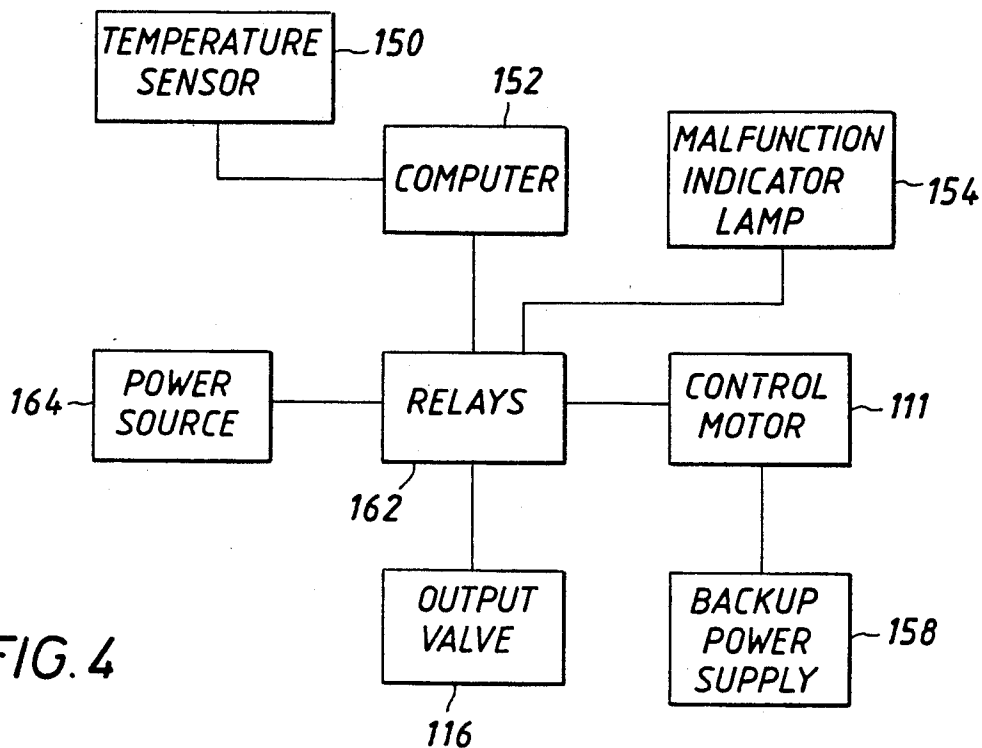 TEMPERATURE
SENSOR
150
152
COMPUTER
MALFUNCTION
INDICATOR
LAMP
154
164
POWER
SOURCE
RELAYS
162
CONTROL
MOTOR
111
OUTPUT
VALVE
116
BACKUP
POWER
SUPPLY
158
FIG. 4